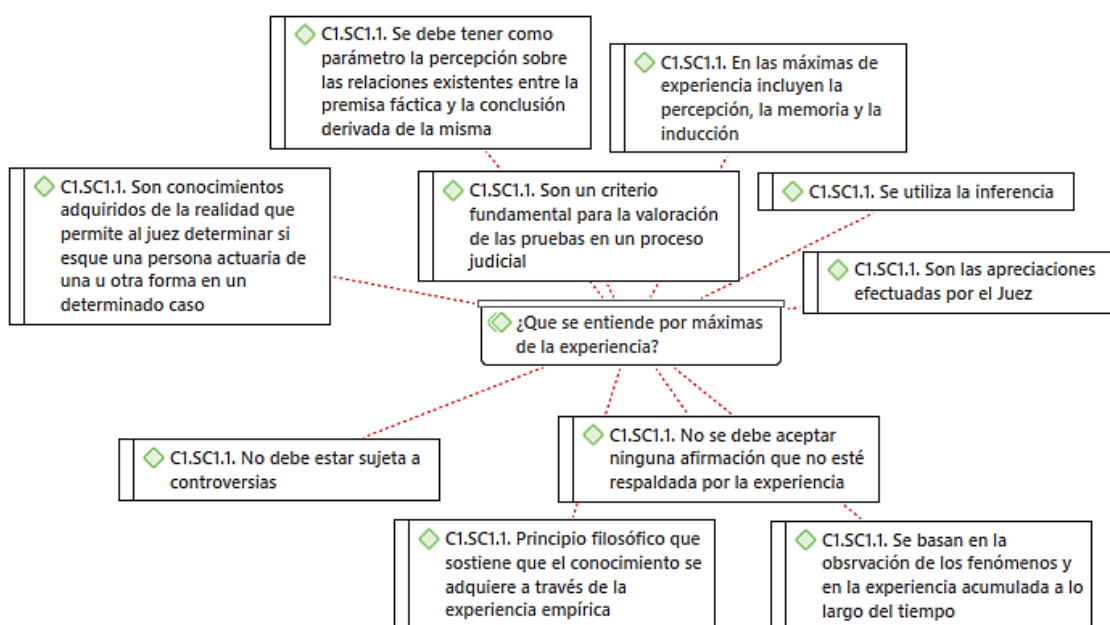 C1.SC1.1. Se debe tener como
parámetro la percepción sobre
las relaciones existentes entre la
premisa fáctica y la conclusión
derivada de la misma
C1.SC1.1. En las máximas de
experiencia incluyen la
percepción, la memoria y la
inducción
C1.SC1.1. Son conocimientos
adquiridos de la realidad que
permite al juez determinar si
esque una persona actuaria de
una u otra forma en un
determinado caso
C1.SC1.1. Son un criterio
fundamental para la valoración
de las pruebas en un proceso
judicial
C1.SC1.1. Se utiliza la inferencia
C1.SC1.1. Son las apreciaciones
efectuadas por el Juez
¿Que se entiende por máximas
de la experiencia?
C1.SC1.1. No debe estar sujeta a
controversias
C1.SC1.1. No se debe aceptar
ninguna afirmación que no esté
respaldada por la experiencia
C1.SC1.1. Principio filosófico que
sostiene que el conocimiento se
adquiere a través de la
experiencia empírica
C1.SC1.1. Se basan en la
obsrvación de los fenómenos y
en la experiencia acumulada a lo
largo del tiempo